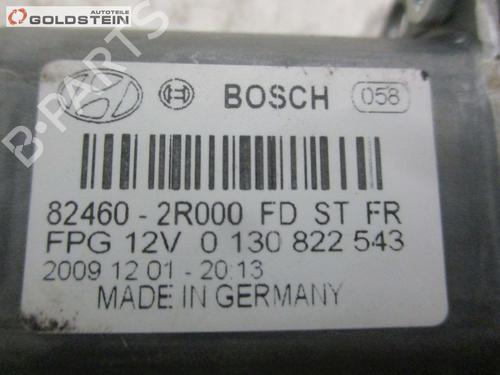 AUTOTEILE
GOLDSTEIN
B-PARTS
BOSCH 058
82460-2R000 FD ST FR
FPG 12V 0 130 822 543
2009 12 01 - 20:13
MADE IN GERMANY